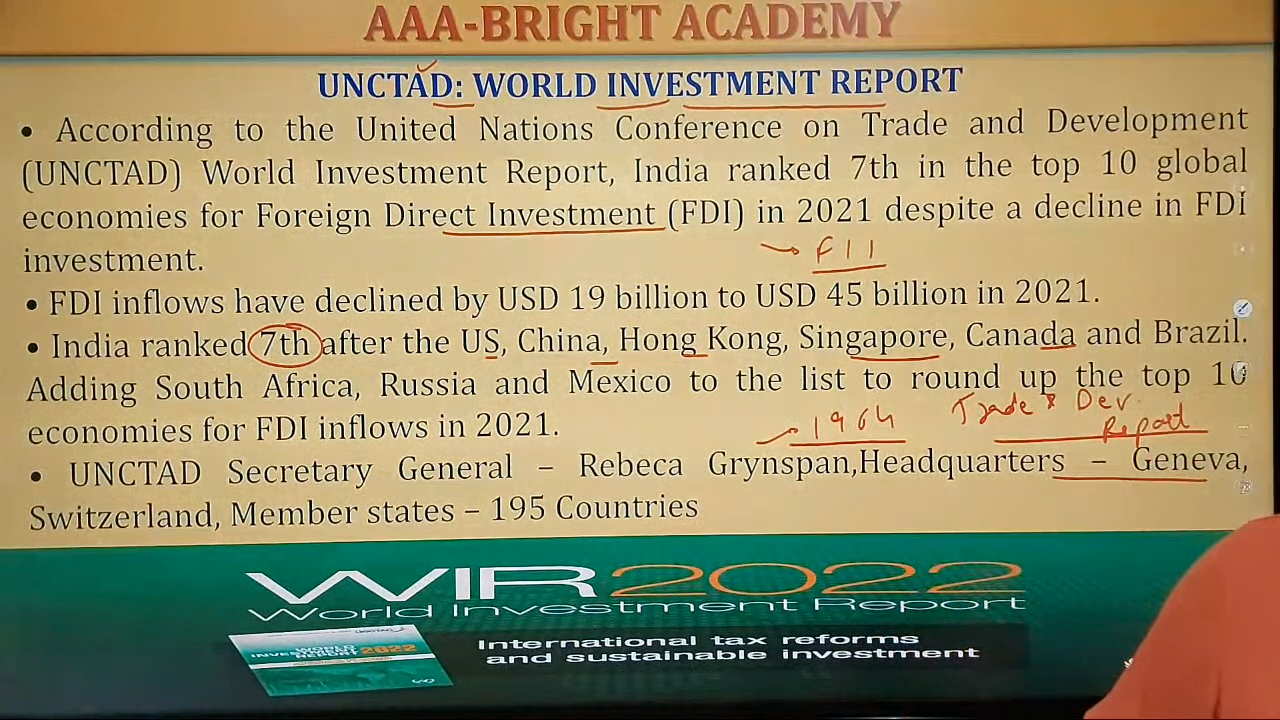 AAA-BRIGHT ACADEMY
UNCTAD: WORLD INVESTMENT REPORT
• According to the United Nations Conference on Trade and Development
(UNCTAD) World Investment Report, India ranked 7th in the top 10 global
economies for Foreign Direct Investment (FDI) in 2021 despite a decline in FDI
investment.
FII
• FDI inflows have declined by USD 19 billion to USD 45 billion in 2021.
• India ranked 7th after the US, China, Hong Kong, Singapore, Canada and Brazil.
Adding South Africa, Russia and Mexico to the list to round up the top 10
economies for FDI inflows in 2021.
1964 Trade & Dev.
Report
• UNCTAD Secretary General – Rebeca Grynspan,Headquarters – Geneva,
Switzerland, Member states – 195 Countries
WIR 2022
World Investment Report
International tax reforms
and sustainable investment